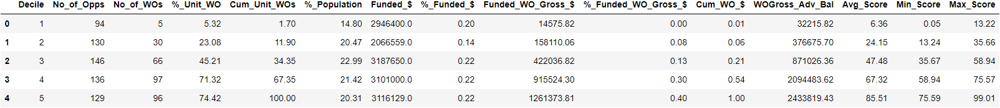 Decile No_of_Opps No_of_WOs %_Unit_WO Cum_Unit_WOs %_Population Funded_$ %_Funded_$ Funded_WO_Gross_$ %_Funded_WO_Gross_$ Cum_WO_$ WOGross_Adv_Bal Avg_Score Min_Score Max_Score
0 1 94 5 5.32 1.70 14.80 2946400.0 0.20 14575.82 0.00 0.01 32215.82 6.36 0.05 13.22
1 2 130 30 23.08 11.90 20.47 2066559.0 0.14 158110.06 0.08 0.06 376675.70 24.15 13.24 35.66
2 3 146 66 45.21 34.35 22.99 3187650.0 0.22 422036.82 0.13 0.21 871026.36 47.48 35.67 58.94
3 4 136 97 71.32 67.35 21.42 3101000.0 0.22 915524.30 0.30 0.54 2094483.62 67.32 58.94 75.57
4 5 129 96 74.42 100.00 20.31 3116129.0 0.22 1261373.81 0.40 1.00 2433819.43 85.51 75.59 99.01